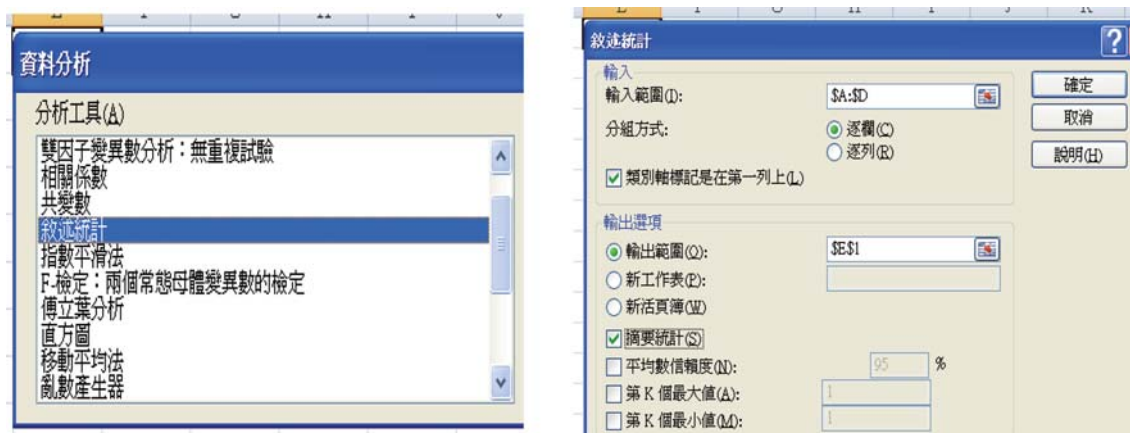 資料分析
分析工具(A)
雙因子變異數分析：無重複試驗
相關係數
共變數
敘述統計
指數平滑法
F-檢定：兩個常態母體變異數的檢定
傅立葉分析
直方圖
移動平均法
亂數產生器
敘述統計
?
輸入
輸入範圍(I): $A:$D
分組方式: 逐欄(C)
逐列(R)
類別軸標記是在第一列上(L)
確定
取消
說明(H)
輸出選項
輸出範圍(O): $E$1
新工作表(P):
新活頁簿(W)
摘要統計(S)
平均數信賴度(N): 95 %
第 K 個最大值(A): 1
第 K 個最小值(M): 1